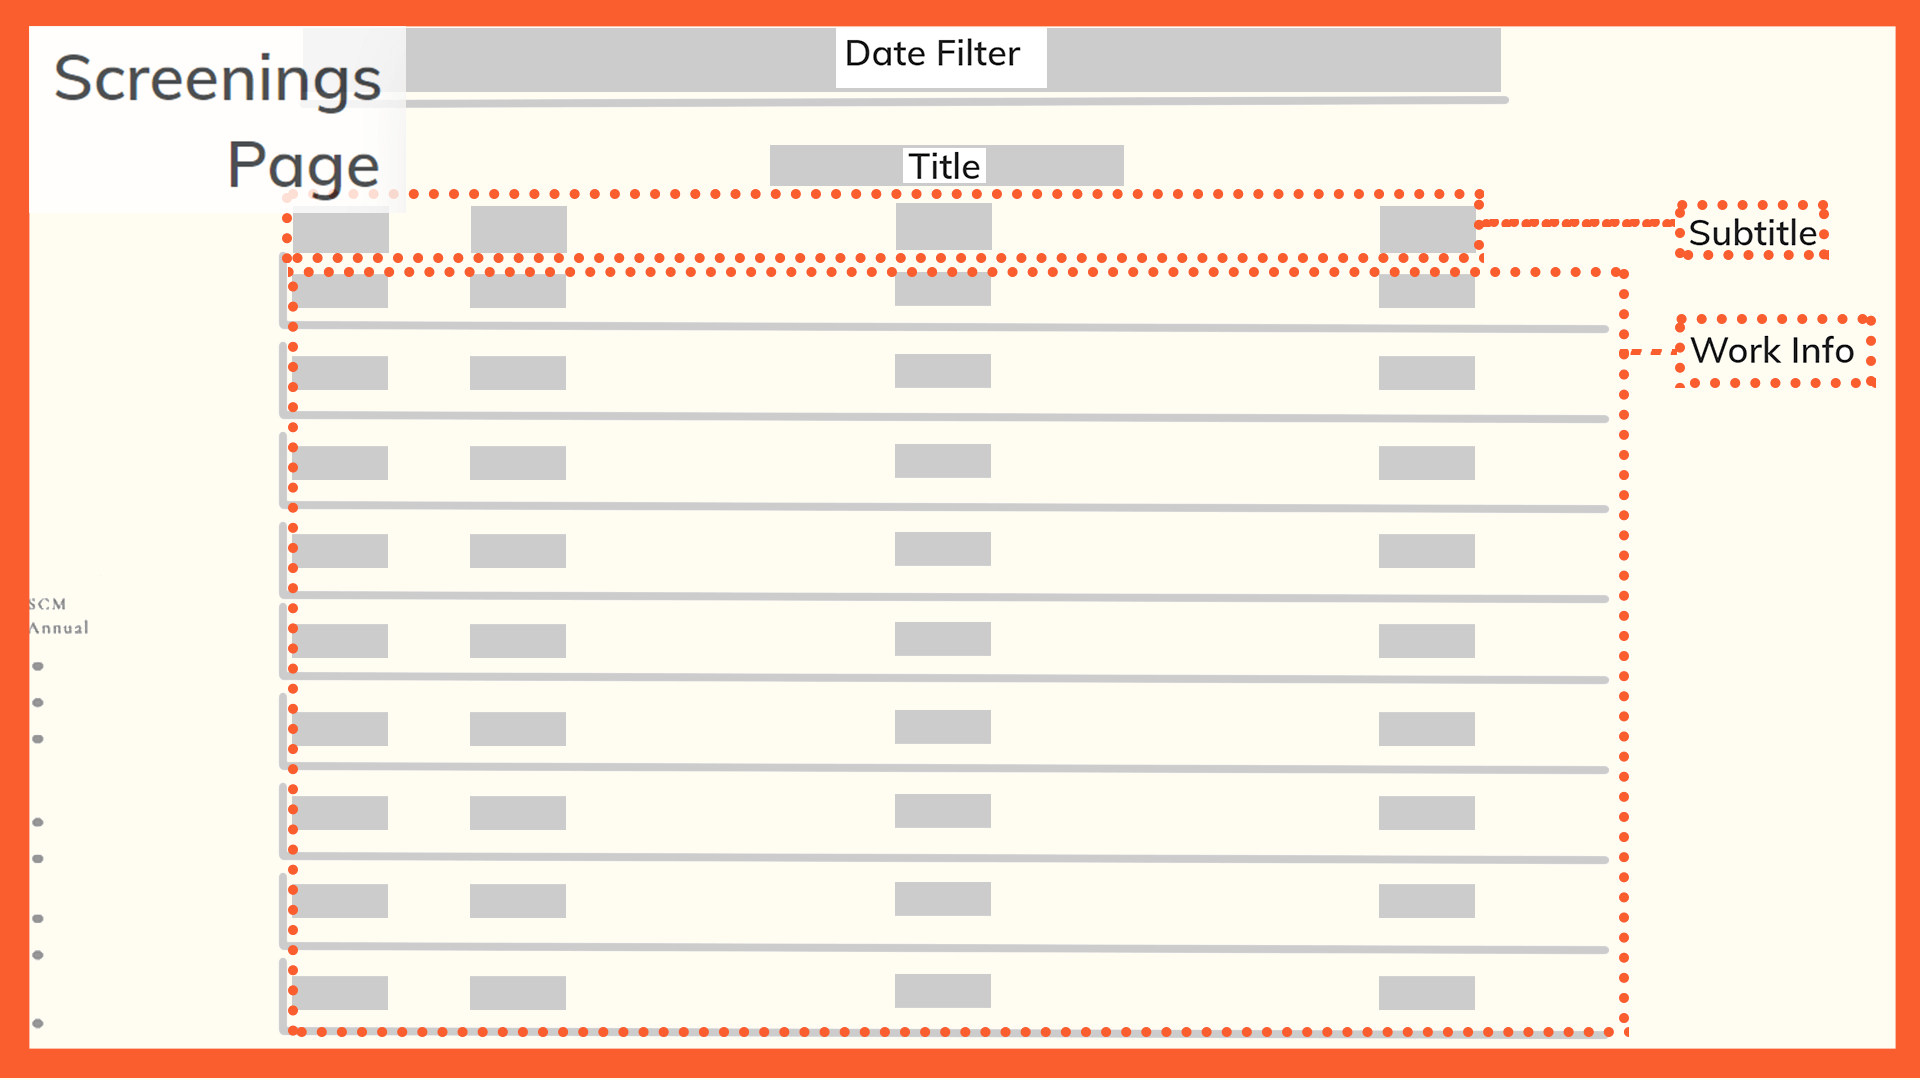 Screenings
Page
Date Filter
Title
Subtitle
Work Info
SCM
Annual